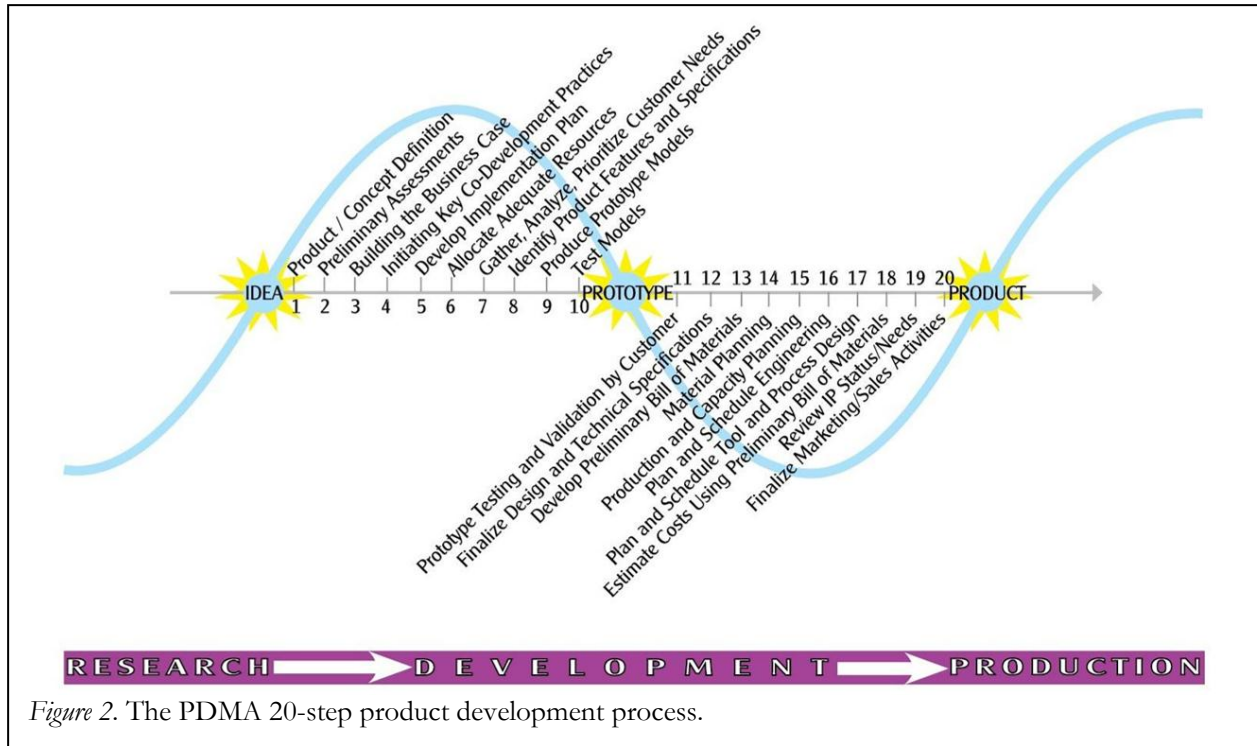 Product / Concept Definition
Preliminary Assessments
Building the Business Case
Initiating Key Co-Development Practices
Develop Implementation Plan
Allocate Adequate Resources
Gather, Analyze, Prioritize Customer Needs
Identify Product Features and Specifications
Produce Prototype Models
Test Models
IDEA
1 2 3 4 5 6 7 8 9 10
PROTOTYPE
11 12 13 14 15 16 17 18 19 20
PRODUCT
Prototype Testing and Validation by Customer
Finalize Design and Technical Specifications
Develop Preliminary Bill of Materials
Material Planning
Production and Capacity Planning
Plan and Schedule Engineering
Plan and Schedule Tool and Process Design
Estimate Costs Using Preliminary Bill of Materials
Review IP Status/Needs
Finalize Marketing/Sales Activities
RESEARCH DEVELOPMENT PRODUCTION
Figure 2. The PDMA 20-step product development process.